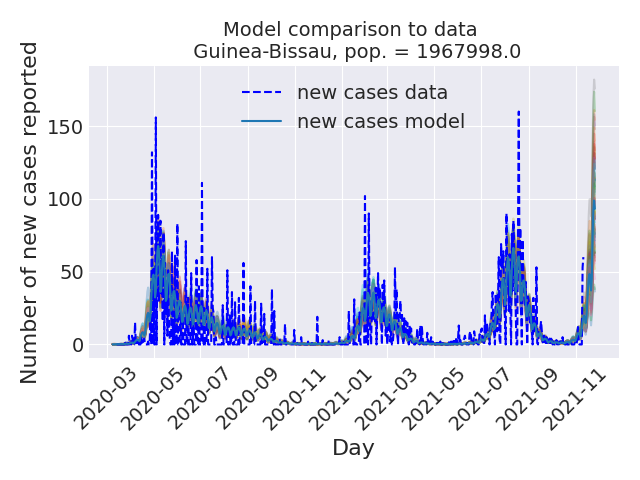 Model comparison to data
Guinea-Bissau, pop. = 1967998.0
new cases data
new cases model
Number of new cases reported
150
100
50
0
2020-03
2020-05
2020-07
2020-09
2020-11
2021-01
2021-03
2021-05
2021-07
2021-09
2021-11
Day